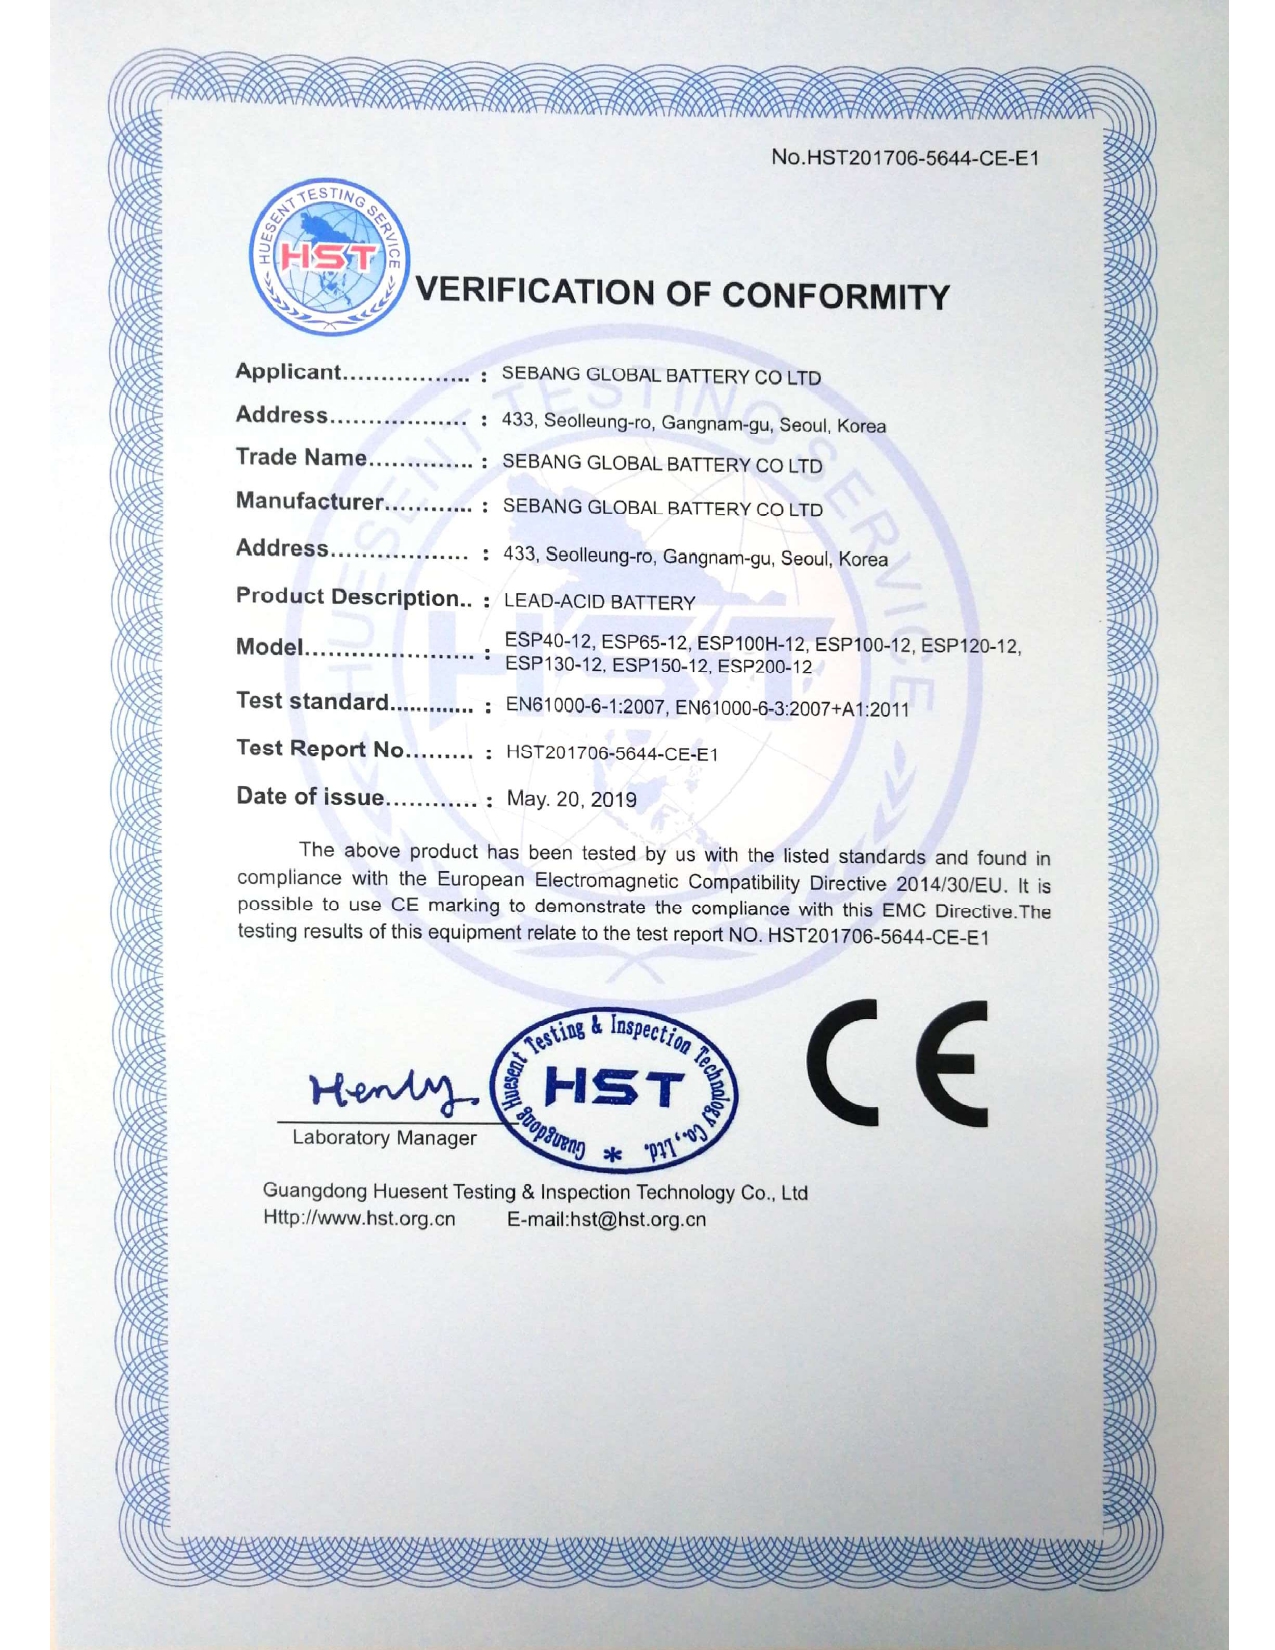 No.HST201706-5644-CE-E1
HUESENT TESTING SERVICE
HST
VERIFICATION OF CONFORMITY
Applicant................ : SEBANG GLOBAL BATTERY CO LTD
Address.................. : 433, Seolleung-ro, Gangnam-gu, Seoul, Korea
Trade Name............. : SEBANG GLOBAL BATTERY CO LTD
Manufacturer............ : SEBANG GLOBAL BATTERY CO LTD
Address.................. : 433, Seolleung-ro, Gangnam-gu, Seoul, Korea
Product Description.. : LEAD-ACID BATTERY
Model...................... : ESP40-12, ESP65-12, ESP100H-12, ESP100-12, ESP120-12,
ESP130-12, ESP150-12, ESP200-12
Test standard............ : EN61000-6-1:2007, EN61000-6-3:2007+A1:2011
Test Report No......... : HST201706-5644-CE-E1
Date of issue............ : May. 20, 2019
HUESENT TESTING SERVICE
HST
The above product has been tested by us with the listed standards and found in
compliance with the European Electromagnetic Compatibility Directive 2014/30/EU. It is
possible to use CE marking to demonstrate the compliance with this EMC Directive.The
testing results of this equipment relate to the test report NO. HST201706-5644-CE-E1
Henly
Laboratory Manager
Guangdong Huesent Testing & Inspection Technology Co., Ltd.
HST
*
CE
Guangdong Huesent Testing & Inspection Technology Co., Ltd
Http://www.hst.org.cn E-mail:hst@hst.org.cn